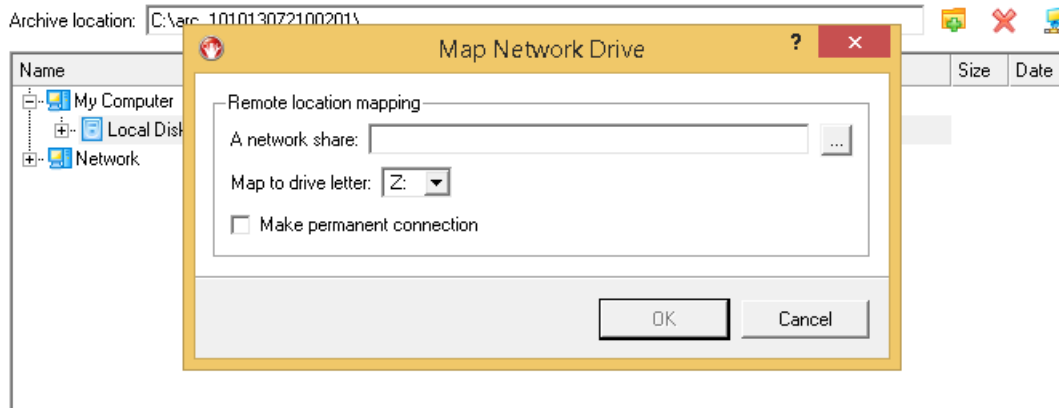 Archive location: C:\arc_101013072100201\
Map Network Drive ? ×
Name Size Date
My Computer
Remote location mapping
Local Disk
A network share: ...
Network
Map to drive letter: Z:
Make permanent connection
OK Cancel